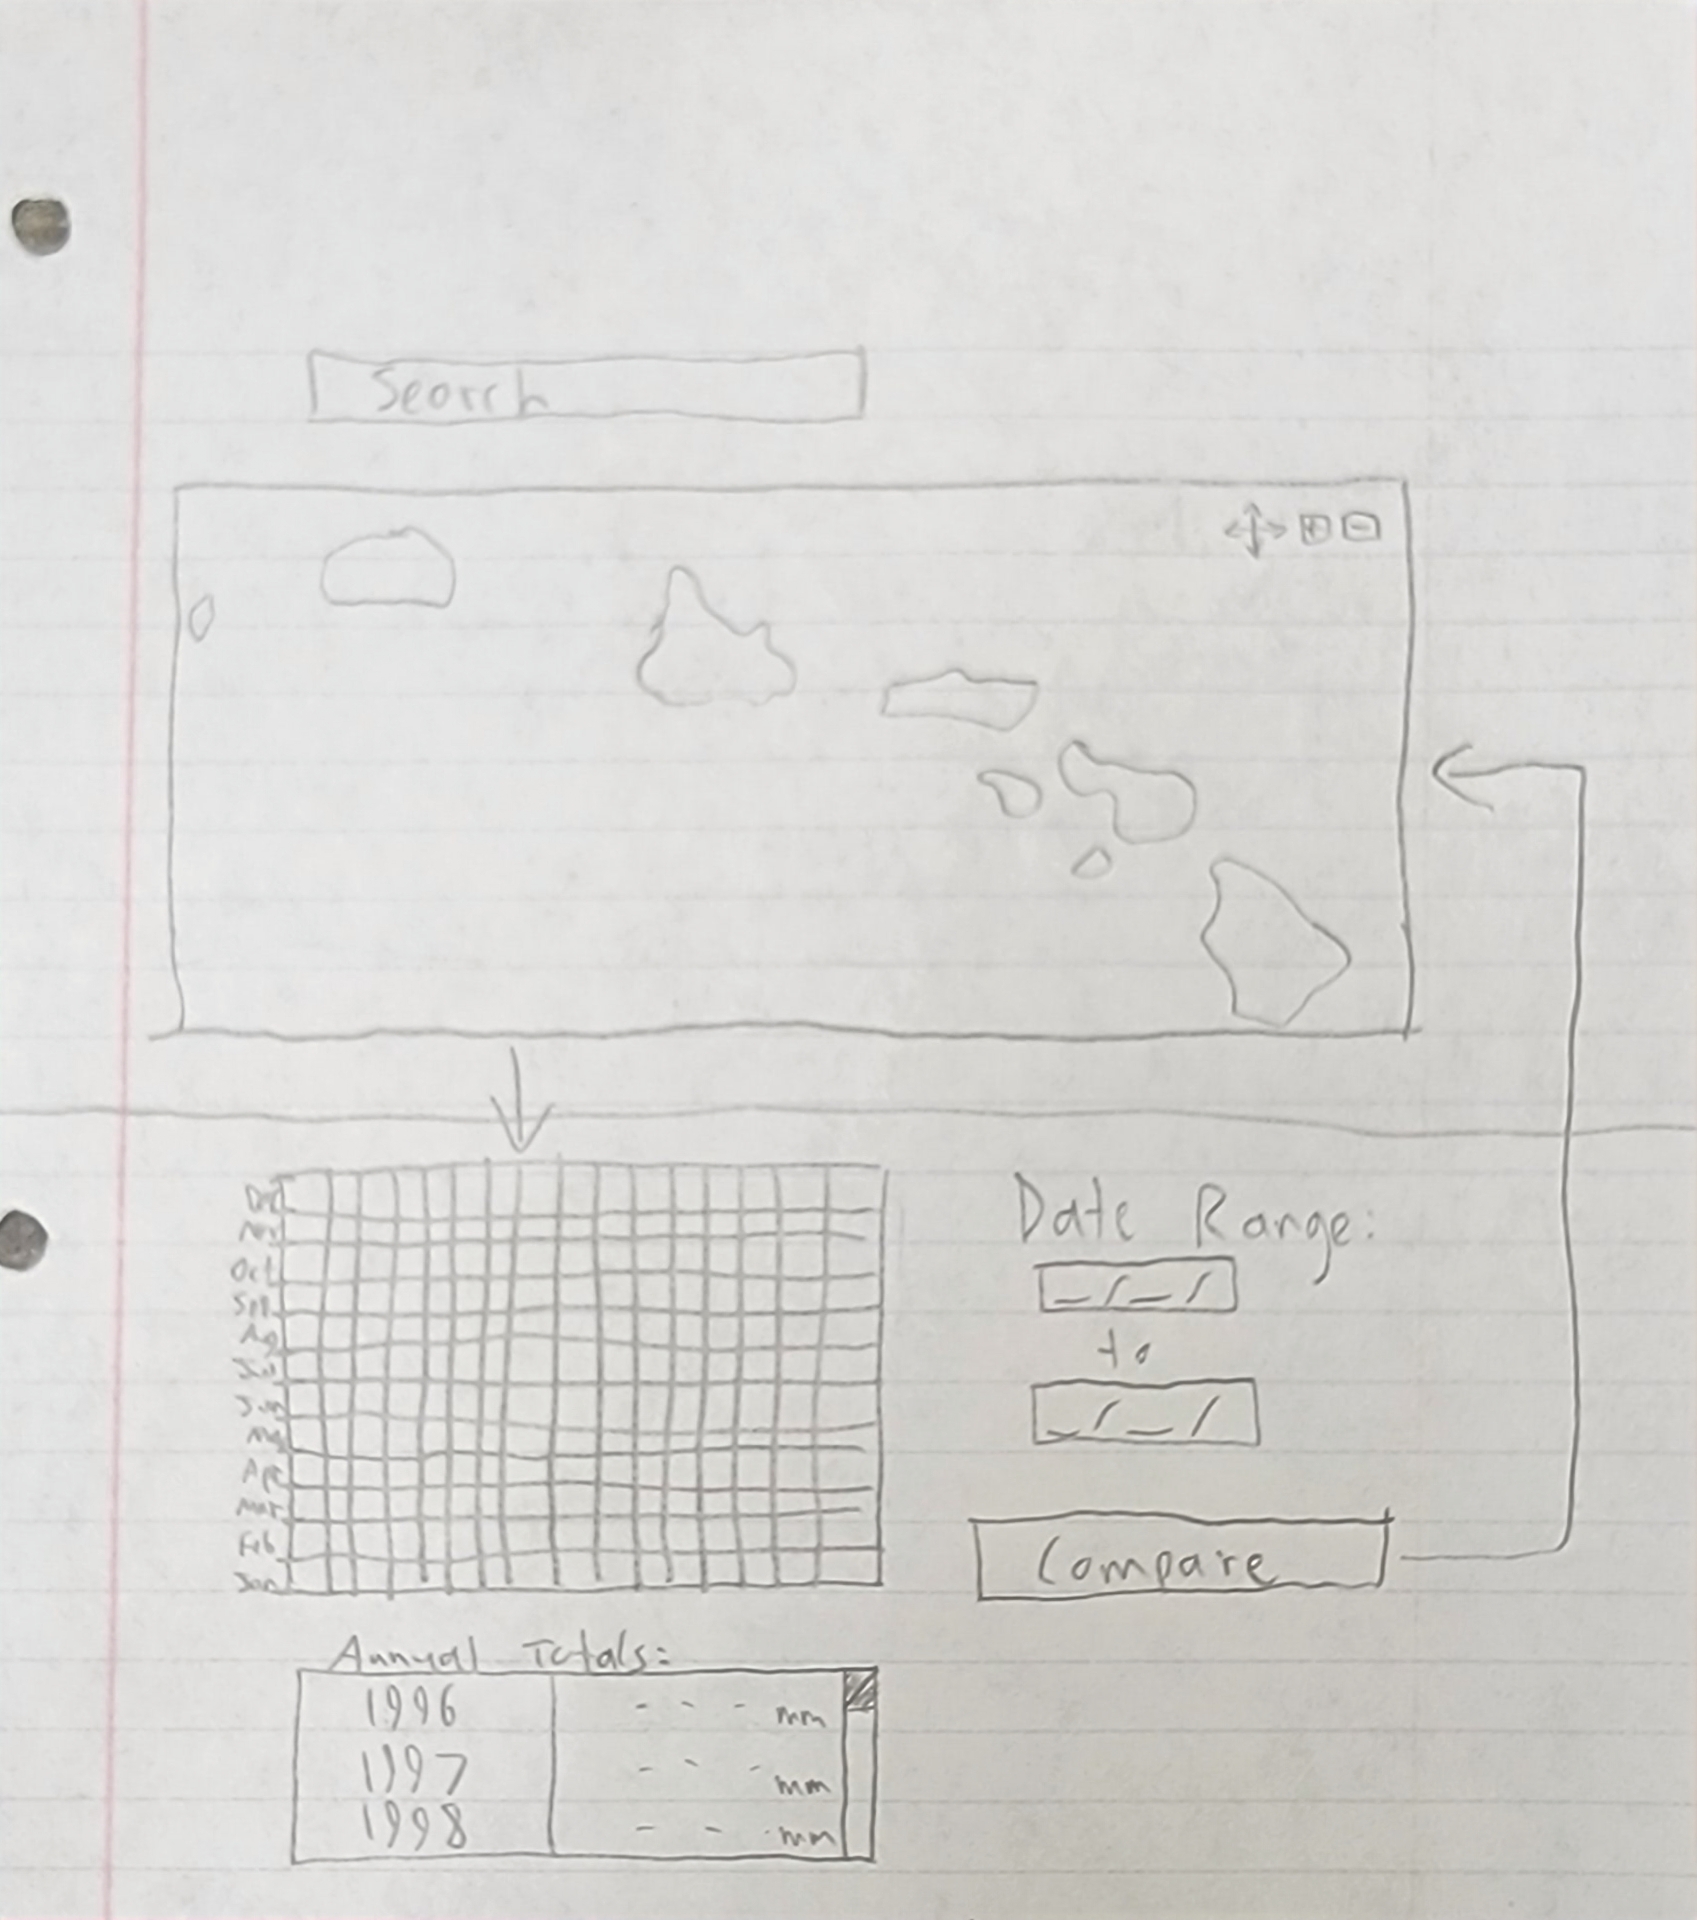 Search
Dec
Nov
Oct
Sep
Aug
Jul
Jun
May
Apr
Mar
Feb
Jan
Date Range:
_/_/
to
_/_/
Compare
Annual Totals:
1996 - - - mm
1997 - - - mm
1998 - - - mm